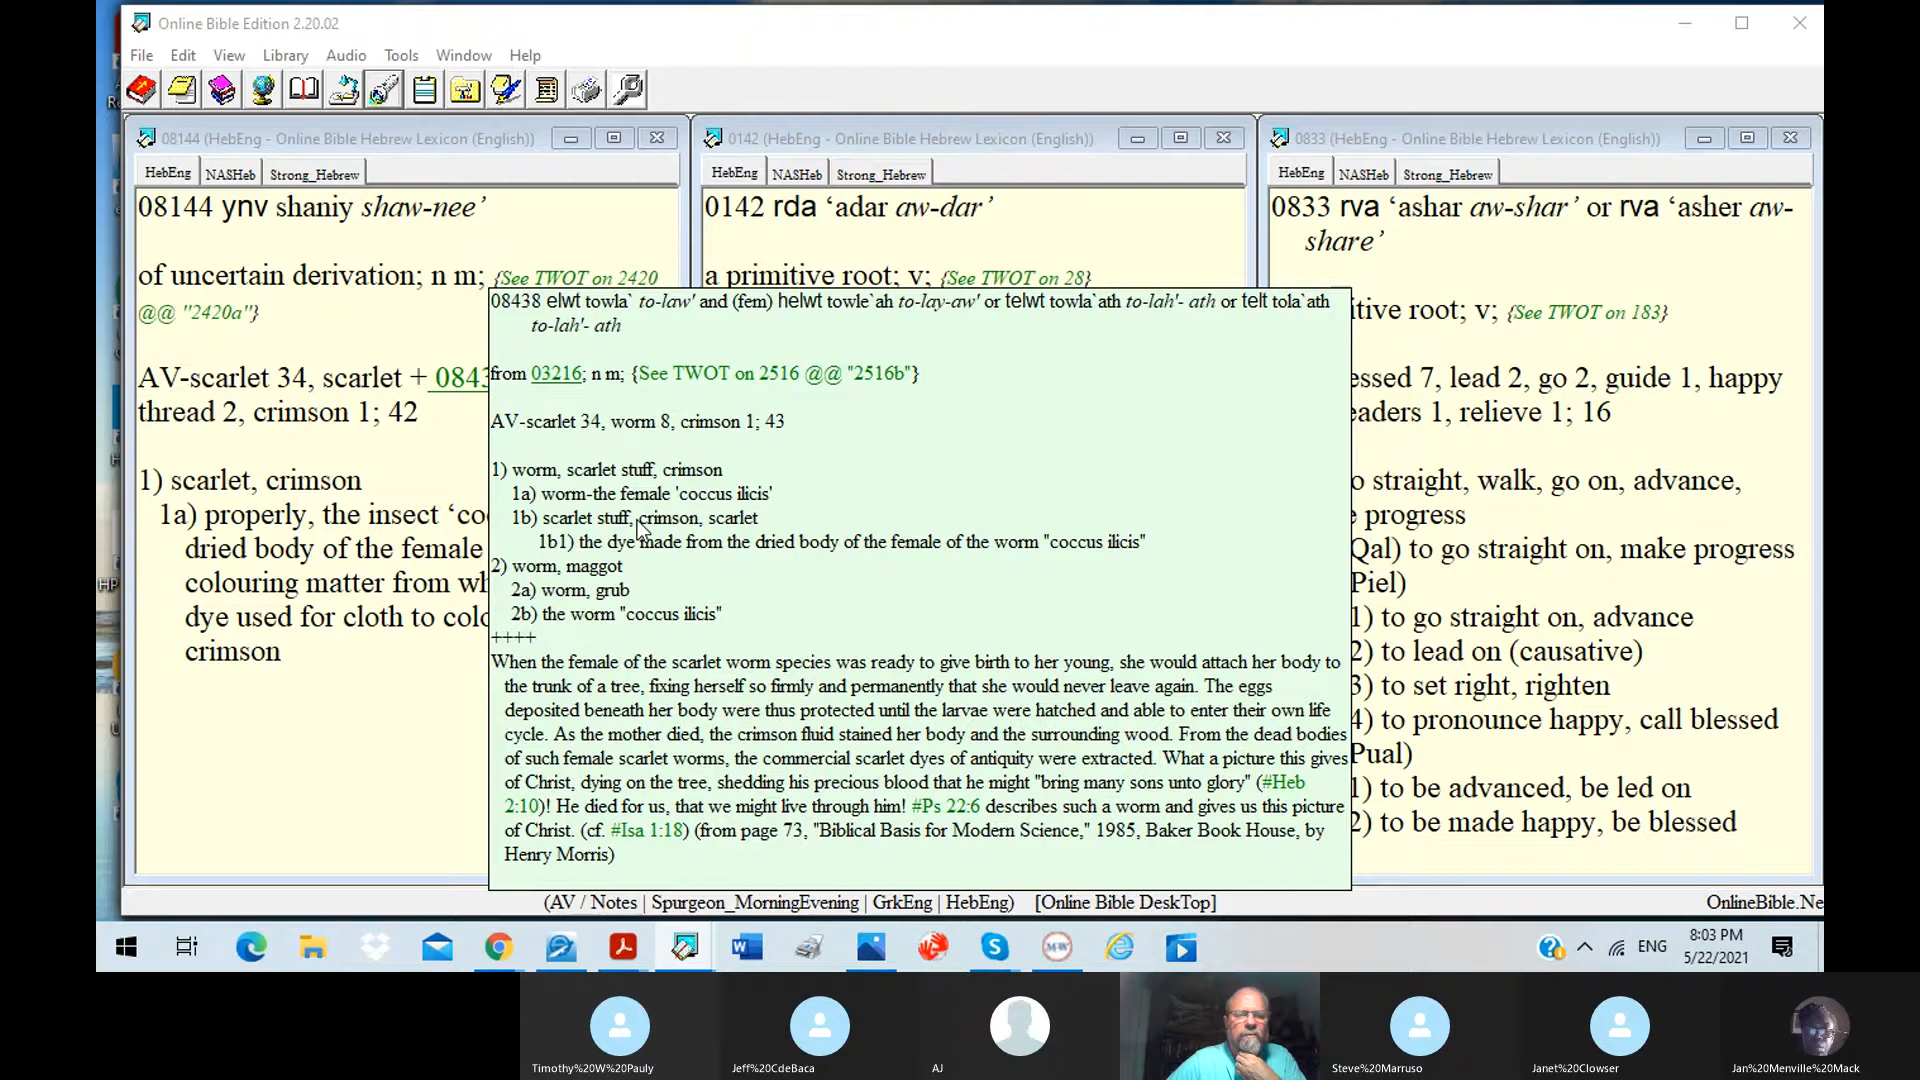 Online Bible Edition 2.20.02
File Edit View Library Audio Tools Window Help
08144 (HebEng - Online Bible Hebrew Lexicon (English))
HebEng NASHeb Strong_Hebrew
08144 ynv shaniy shaw-nee’
of uncertain derivation; n m; {See TWOT on 2420
@@ "2420a"}
AV-scarlet 34, scarlet + 0843
thread 2, crimson 1; 42
1) scarlet, crimson
1a) properly, the insect ‘co
dried body of the female
colouring matter from wh
dye used for cloth to colo
crimson
0142 (HebEng - Online Bible Hebrew Lexicon (English))
HebEng NASHeb Strong_Hebrew
0142 rda ‘adar aw-dar’
a primitive root; v; {See TWOT on 28}
0833 (HebEng - Online Bible Hebrew Lexicon (English))
HebEng NASHeb Strong_Hebrew
0833 rva ‘ashar aw-shar’ or rva ‘asher aw-
share’
itive root; v; {See TWOT on 183}
essed 7, lead 2, go 2, guide 1, happy
eaders 1, relieve 1; 16
o straight, walk, go on, advance,
e progress
Qal) to go straight on, make progress
Piel)
1) to go straight on, advance
2) to lead on (causative)
3) to set right, righten
4) to pronounce happy, call blessed
Pual)
1) to be advanced, be led on
2) to be made happy, be blessed
08438 elwt towla` to-law' and (fem) helwt towle`ah to-lay-aw' or telwt towla`ath to-lah'- ath or telt tola`ath
to-lah'- ath
from 03216; n m; {See TWOT on 2516 @@ "2516b"}
AV-scarlet 34, worm 8, crimson 1; 43
1) worm, scarlet stuff, crimson
1a) worm-the female 'coccus ilicis'
1b) scarlet stuff, crimson, scarlet
1b1) the dye made from the dried body of the female of the worm "coccus ilicis"
2) worm, maggot
2a) worm, grub
2b) the worm "coccus ilicis"
++++
When the female of the scarlet worm species was ready to give birth to her young, she would attach her body to
the trunk of a tree, fixing herself so firmly and permanently that she would never leave again. The eggs
deposited beneath her body were thus protected until the larvae were hatched and able to enter their own life
cycle. As the mother died, the crimson fluid stained her body and the surrounding wood. From the dead bodies
of such female scarlet worms, the commercial scarlet dyes of antiquity were extracted. What a picture this gives
of Christ, dying on the tree, shedding his precious blood that he might "bring many sons unto glory" (#Heb
2:10)! He died for us, that we might live through him! #Ps 22:6 describes such a worm and gives us this picture
of Christ. (cf. #Isa 1:18) (from page 73, "Biblical Basis for Modern Science," 1985, Baker Book House, by
Henry Morris)
(AV / Notes | Spurgeon_MorningEvening | GrkEng | HebEng) [Online Bible DeskTop] OnlineBible.Ne
HP
ENG
8:03 PM
5/22/2021
Timothy%20W%20Pauly
Jeff%20CdeBaca
AJ
Steve%20Marruso
Janet%20Clowser
Jan%20Menville%20Mack